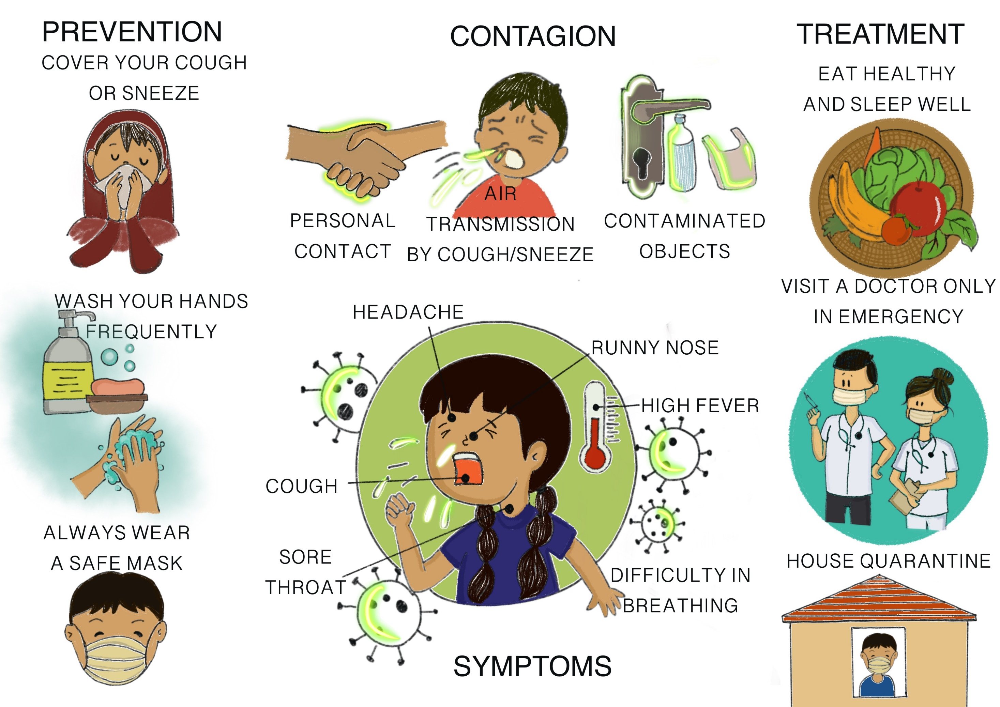 PREVENTION
COVER YOUR COUGH
OR SNEEZE
WASH YOUR HANDS
FREQUENTLY
ALWAYS WEAR
A SAFE MASK
CONTAGION
PERSONAL
CONTACT
AIR
TRANSMISSION
BY COUGH/SNEEZE
CONTAMINATED
OBJECTS
HEADACHE
RUNNY NOSE
HIGH FEVER
COUGH
SORE
THROAT
DIFFICULTY IN
BREATHING
SYMPTOMS
TREATMENT
EAT HEALTHY
AND SLEEP WELL
VISIT A DOCTOR ONLY
IN EMERGENCY
HOUSE QUARANTINE